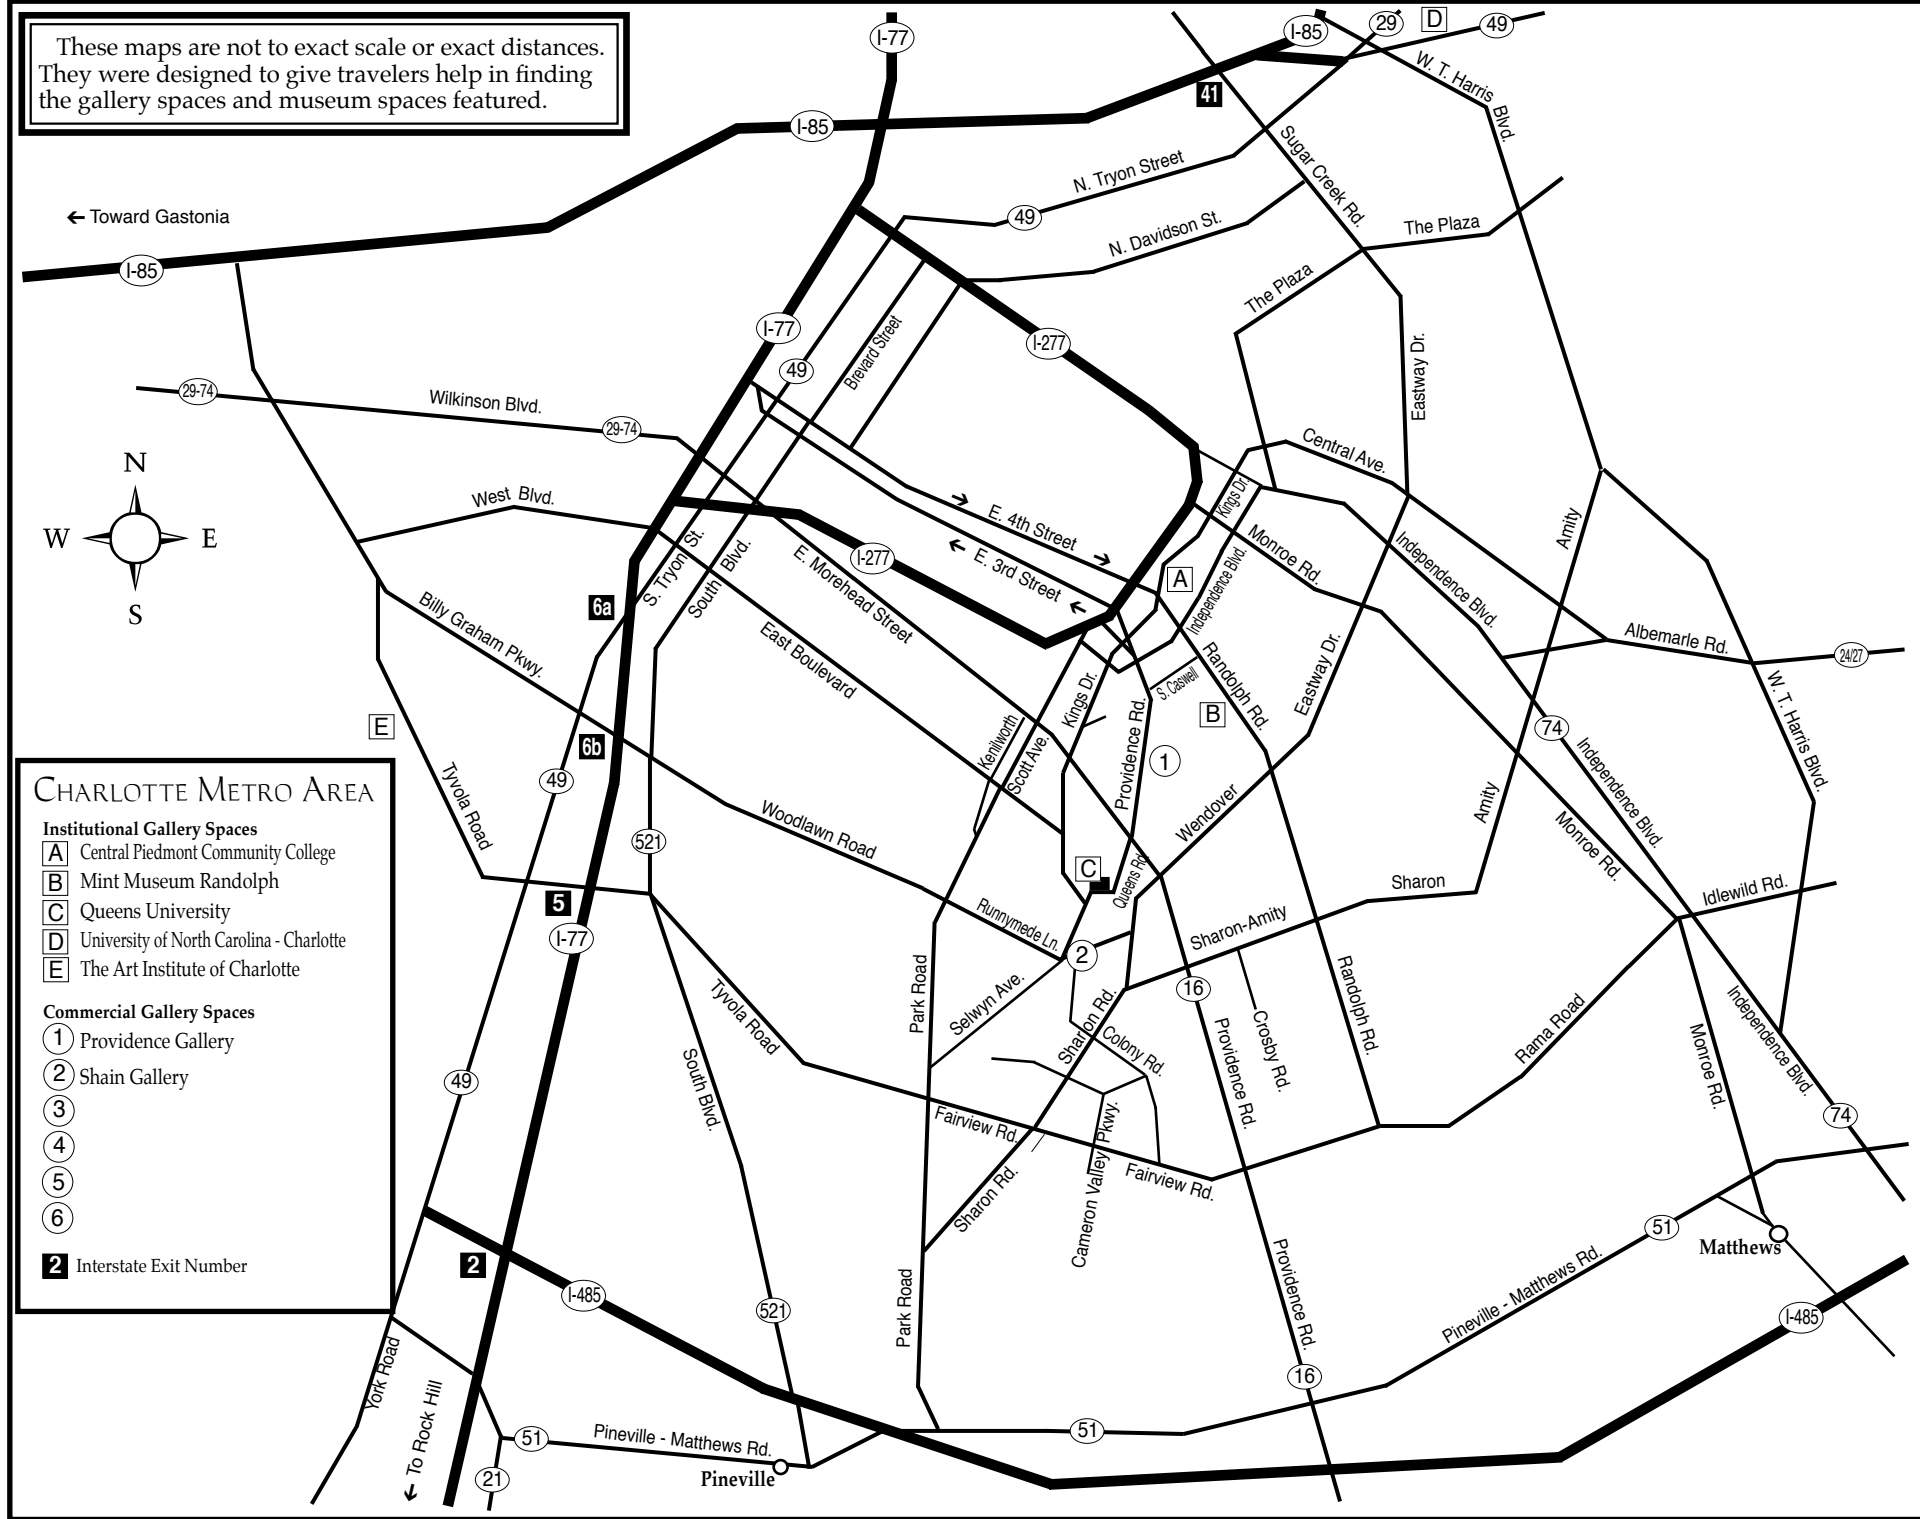 These maps are not to exact scale or exact distances.
They were designed to give travelers help in finding
the gallery spaces and museum spaces featured.
I-77
I-85
29
D
49
W. T. Harris
Blvd.
41
I-85
Sugar Creek Rd.
N. Tryon Street
49
← Toward Gastonia
N. Davidson St.
The Plaza
I-85
The Plaza
I-77
49
Brevard Street
I-277
Eastway Dr.
29-74
Wilkinson Blvd.
29-74
Central Ave.
N
W
E
S
West Blvd.
Kings Dr.
E. 4th Street
E. 3rd Street
Monroe Rd.
Independence Blvd.
Amity
S. Tryon St.
South Blvd.
E. Morehead Street
I-277
A
Independence Blvd.
6a
Billy Graham Pkwy.
East Boulevard
Randolph Rd.
Eastway Dr.
Albemarle Rd.
24/27
S. Caswell
W. T. Harris Blvd.
E
Kings Dr.
B
74
6b
Kenilworth
Scott Ave.
Providence Rd.
1
Independence Blvd.
Tyvola Road
49
Woodlawn Road
Wendover
Amity
Monroe Rd.
521
C
Queens Rd.
Sharon
Idlewild Rd.
5
Runnymede Ln.
Sharon-Amity
I-77
2
Park Road
Selwyn Ave.
16
Crosby Rd.
Randolph Rd.
Independence Blvd.
Tyvola Road
Sharon Rd.
Colony Rd.
Providence Rd.
Rama Road
Monroe Rd.
49
South Blvd.
Fairview Rd.
Cameron Valley Pkwy.
74
Fairview Rd.
Sharon Rd.
51
Matthews
2
I-485
521
Park Road
Providence Rd.
Pineville - Matthews Rd.
I-485
York Road
16
← To Rock Hill
51
Pineville - Matthews Rd.
51
21
Pineville
CHARLOTTE METRO AREA
Institutional Gallery Spaces
A Central Piedmont Community College
B Mint Museum Randolph
C Queens University
D University of North Carolina - Charlotte
E The Art Institute of Charlotte
Commercial Gallery Spaces
1 Providence Gallery
2 Shain Gallery
3
4
5
6
2 Interstate Exit Number